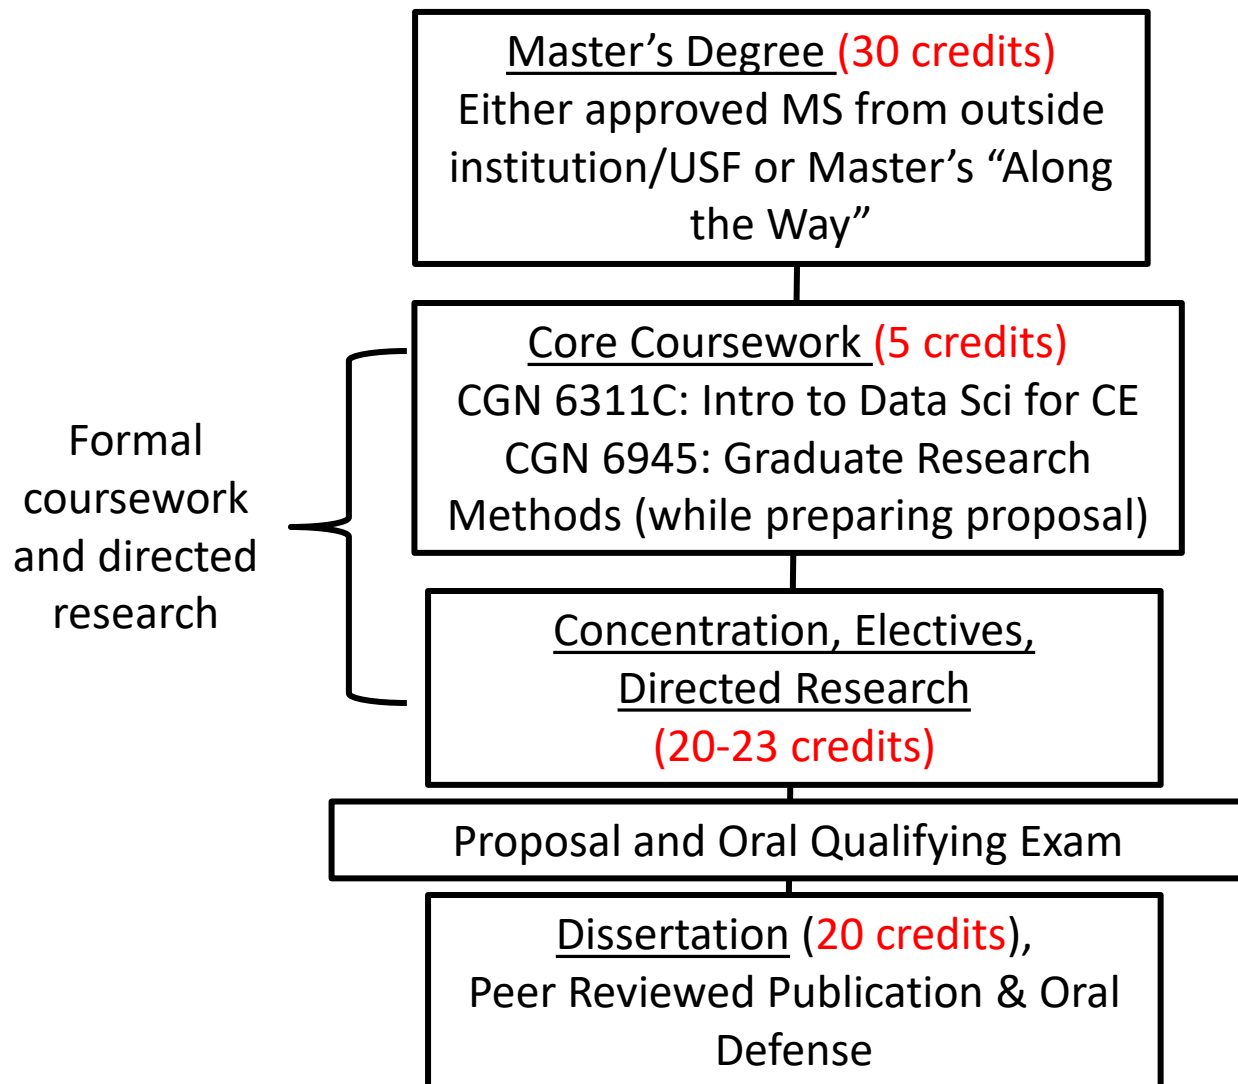 Master’s Degree (30 credits)
Either approved MS from outside
institution/USF or Master’s “Along
the Way”
Core Coursework (5 credits)
CGN 6311C: Intro to Data Sci for CE
CGN 6945: Graduate Research
Methods (while preparing proposal)
Formal
coursework
and directed
research
Concentration, Electives,
Directed Research
(20-23 credits)
Proposal and Oral Qualifying Exam
Dissertation (20 credits),
Peer Reviewed Publication & Oral
Defense